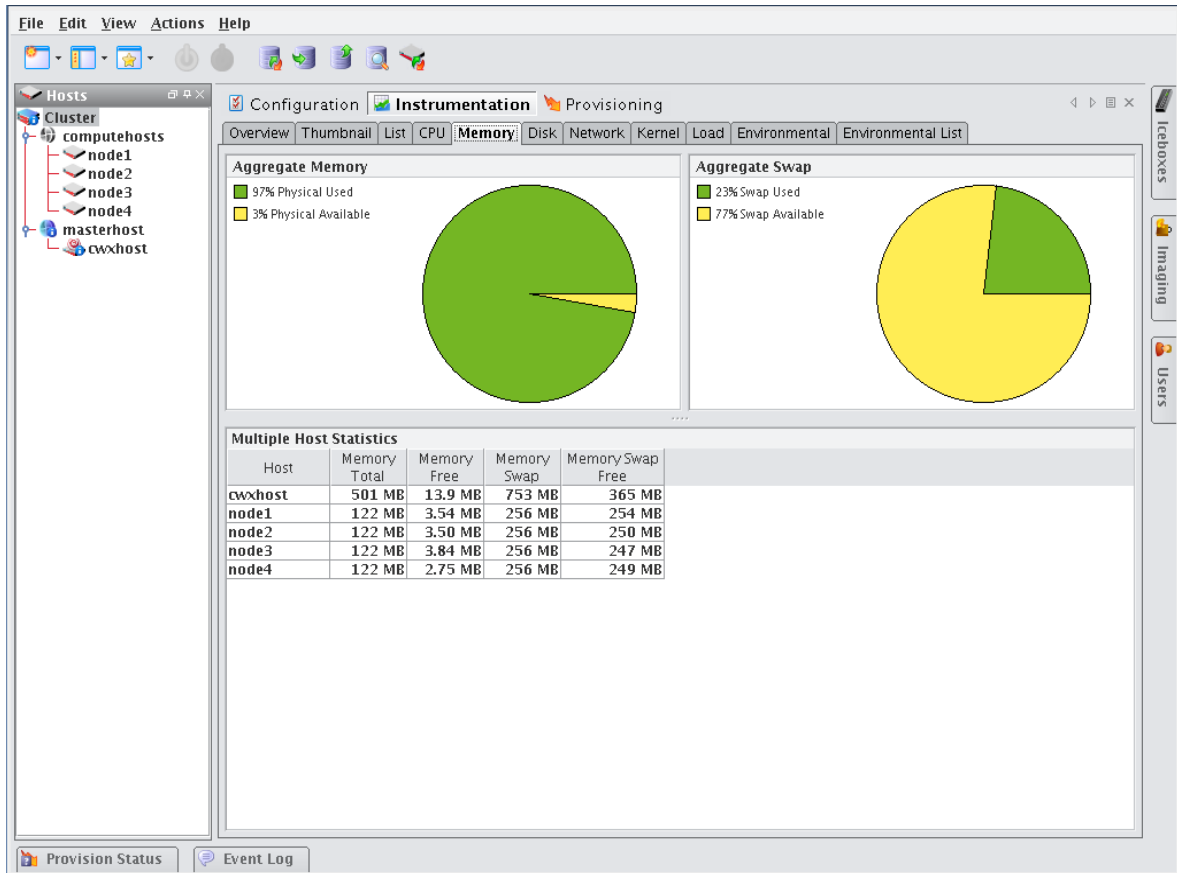 File Edit View Actions Help
Hosts
Cluster
computehosts
node1
node2
node3
node4
masterhost
cwxhost
Configuration Instrumentation Provisioning
Overview Thumbnail List CPU Memory Disk Network Kernel Load Environmental Environmental List
Aggregate Memory
97% Physical Used
3% Physical Available
Aggregate Swap
23% Swap Used
77% Swap Available
Multiple Host Statistics
Host Memory Total Memory Free Memory Swap Memory Swap Free
cwxhost 501 MB 13.9 MB 753 MB 365 MB
node1 122 MB 3.54 MB 256 MB 254 MB
node2 122 MB 3.50 MB 256 MB 250 MB
node3 122 MB 3.84 MB 256 MB 247 MB
node4 122 MB 2.75 MB 256 MB 249 MB
Iceboxes
Imaging
Users
Provision Status Event Log